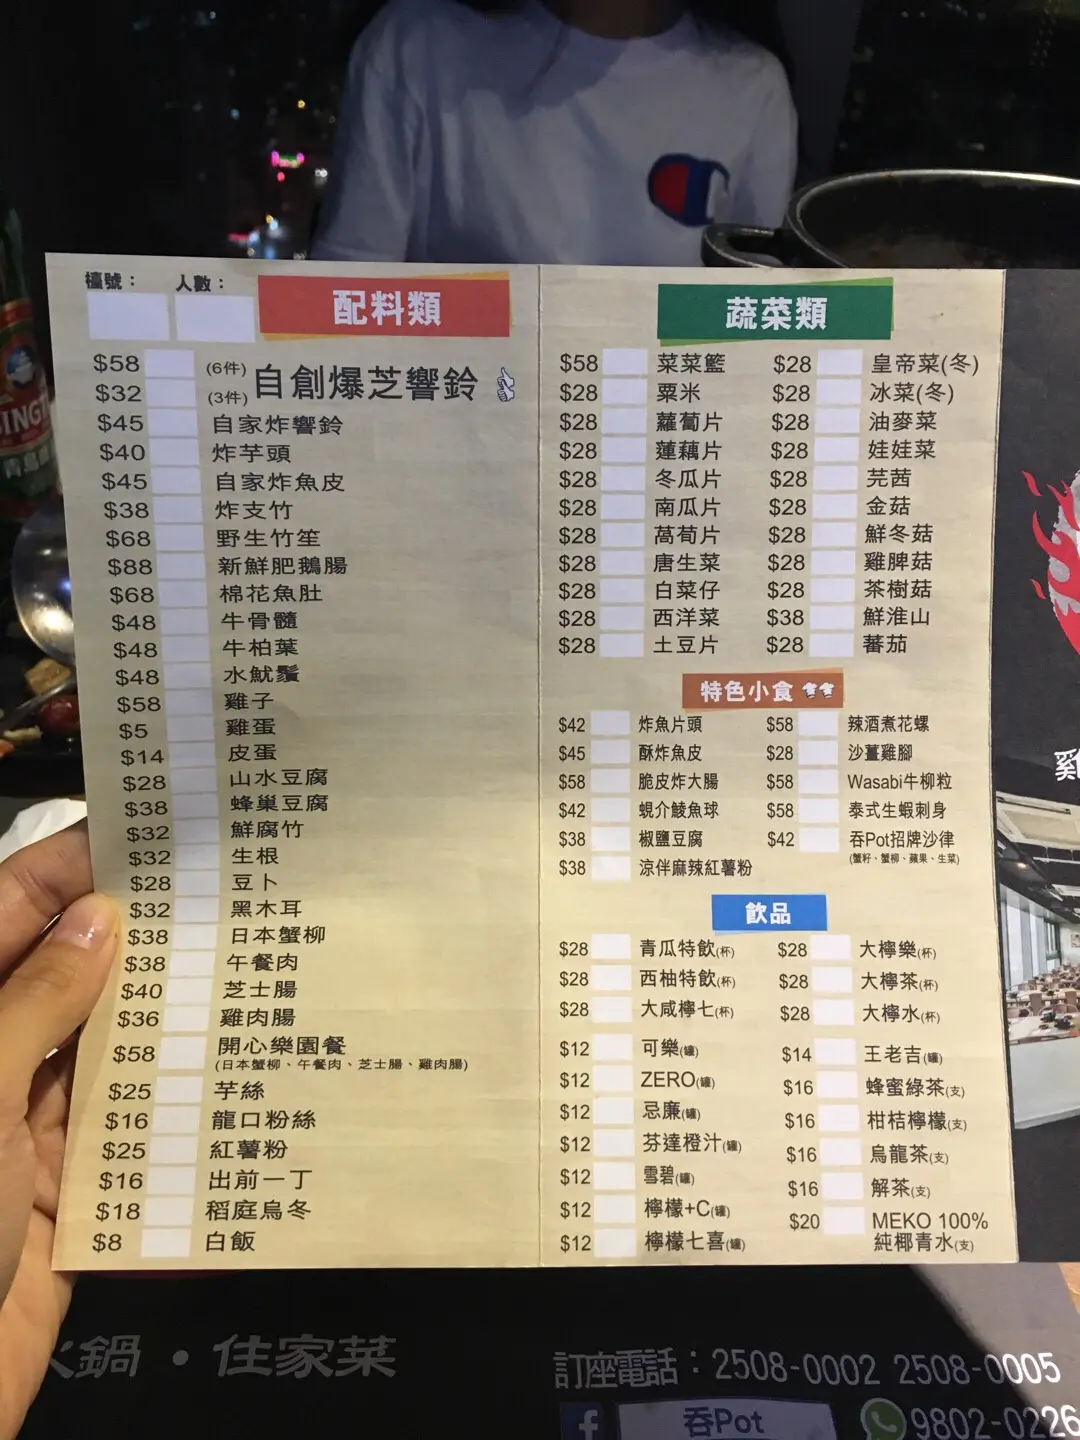 檯號：
人數：
配料類
$58 (6件) 自創爆芝響鈴
$32 (3件)
$45 自家炸響鈴
$40 炸芋頭
$45 自家炸魚皮
$38 炸支竹
$68 野生竹笙
$88 新鮮肥鵝腸
$68 棉花魚肚
$48 牛骨髓
$48 牛柏葉
$48 水魷鬚
$58 雞子
$5 雞蛋
$14 皮蛋
$28 山水豆腐
$38 蜂巢豆腐
$32 鮮腐竹
$32 生根
$28 豆卜
$32 黑木耳
$38 日本蟹柳
$38 午餐肉
$40 芝士腸
$36 雞肉腸
$58 開心樂園餐
(日本蟹柳、午餐肉、芝士腸、雞肉腸)
$25 芋絲
$16 龍口粉絲
$25 紅薯粉
$16 出前一丁
$18 稻庭烏冬
$8 白飯
蔬菜類
$58 菜菜籃
$28 粟米
$28 蘿蔔片
$28 蓮藕片
$28 冬瓜片
$28 南瓜片
$28 萵荀片
$28 唐生菜
$28 白菜仔
$28 西洋菜
$28 土豆片
$28 皇帝菜(冬)
$28 冰菜(冬)
$28 油麥菜
$28 娃娃菜
$28 芫茜
$28 金菇
$28 鮮冬菇
$28 雞脾菇
$28 茶樹菇
$38 鮮淮山
$28 蕃茄
特色小食
$42 炸魚片頭
$45 酥炸魚皮
$58 脆皮炸大腸
$42 蜆介鯪魚球
$38 椒鹽豆腐
$38 涼伴麻辣紅薯粉
$58 辣酒煮花螺
$28 沙薑雞腳
$58 Wasabi牛柳粒
$58 泰式生蝦刺身
$42 吞Pot招牌沙律
(蟹籽、蟹柳、蘋果、生菜)
飲品
$28 青瓜特飲(杯)
$28 西柚特飲(杯)
$28 大咸檸七(杯)
$28 大檸樂(杯)
$28 大檸茶(杯)
$28 大檸水(杯)
$12 可樂(罐)
$12 ZERO(罐)
$12 忌廉(罐)
$12 芬達橙汁(罐)
$12 雪碧(罐)
$12 檸檬+C(罐)
$12 檸檬七喜(罐)
$14 王老吉(罐)
$16 蜂蜜綠茶(支)
$16 柑桔檸檬(支)
$16 烏龍茶(支)
$16 解茶(支)
$20 MEKO 100%
純椰青水(支)
火鍋・住家菜
訂座電話：2508-0002 2508-0005
吞Pot
9802-0226